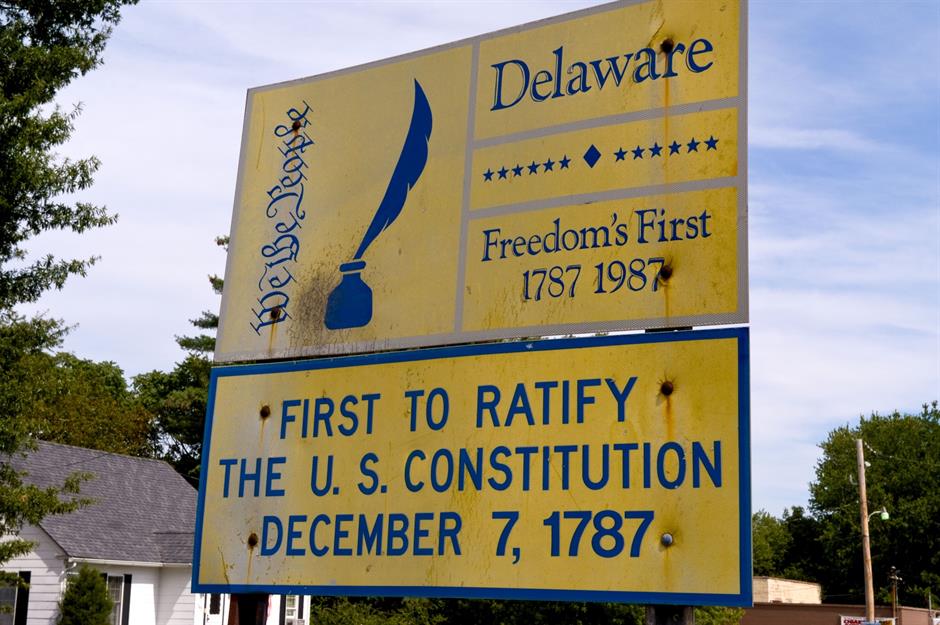 We the People
Delaware
Freedom's First
1787 1987
FIRST TO RATIFY
THE U. S. CONSTITUTION
DECEMBER 7, 1787